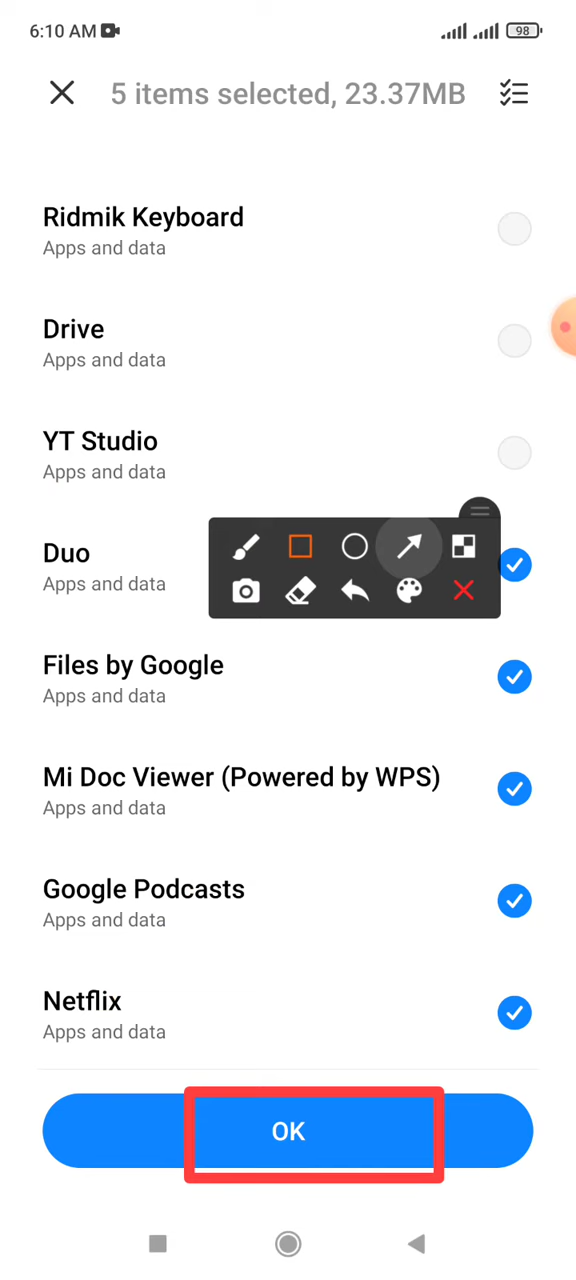 6:10 AM
98
5 items selected, 23.37MB
Ridmik Keyboard
Apps and data
Drive
Apps and data
YT Studio
Apps and data
Duo
Apps and data
Files by Google
Apps and data
Mi Doc Viewer (Powered by WPS)
Apps and data
Google Podcasts
Apps and data
Netflix
Apps and data
OK